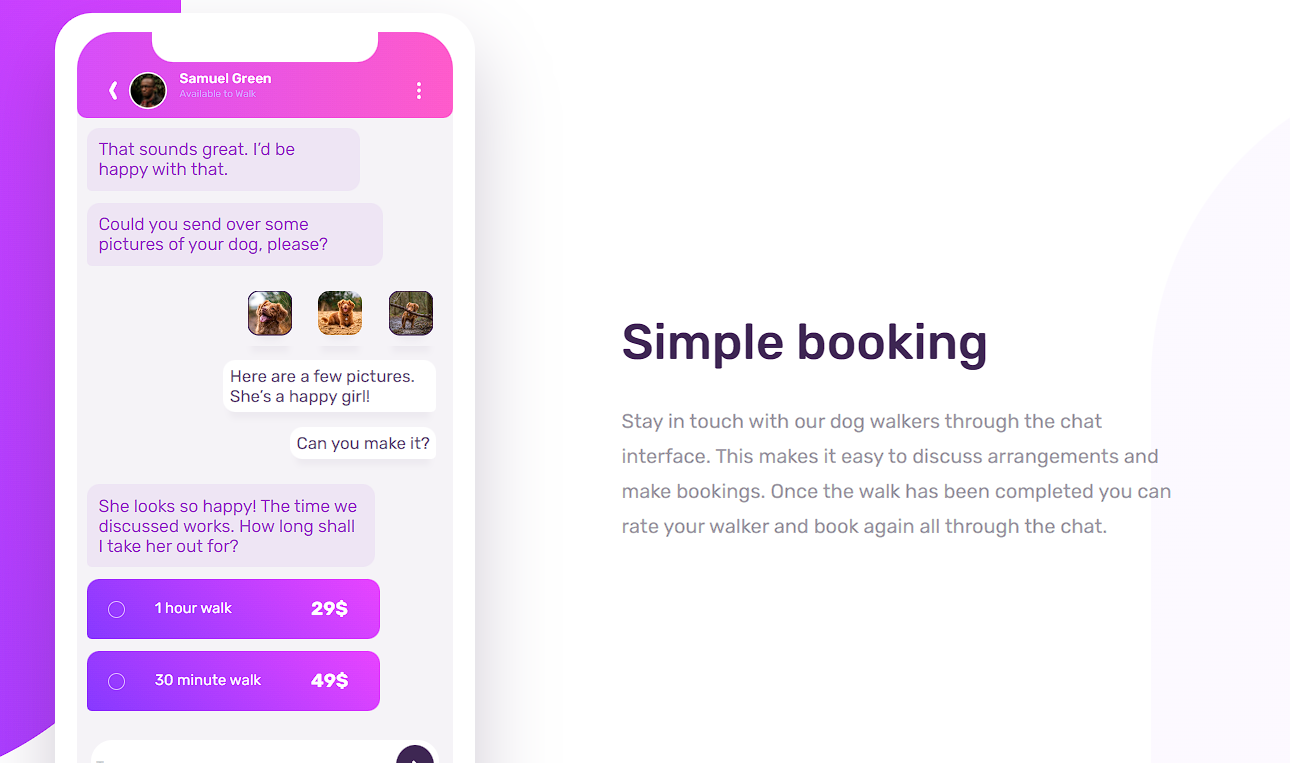 Samuel Green
Available to Walk
That sounds great. I’d be
happy with that.
Could you send over some
pictures of your dog, please?
Here are a few pictures.
She’s a happy girl!
Can you make it?
She looks so happy! The time we
discussed works. How long shall
I take her out for?
1 hour walk 29$
30 minute walk 49$
Simple booking
Stay in touch with our dog walkers through the chat
interface. This makes it easy to discuss arrangements and
make bookings. Once the walk has been completed you can
rate your walker and book again all through the chat.